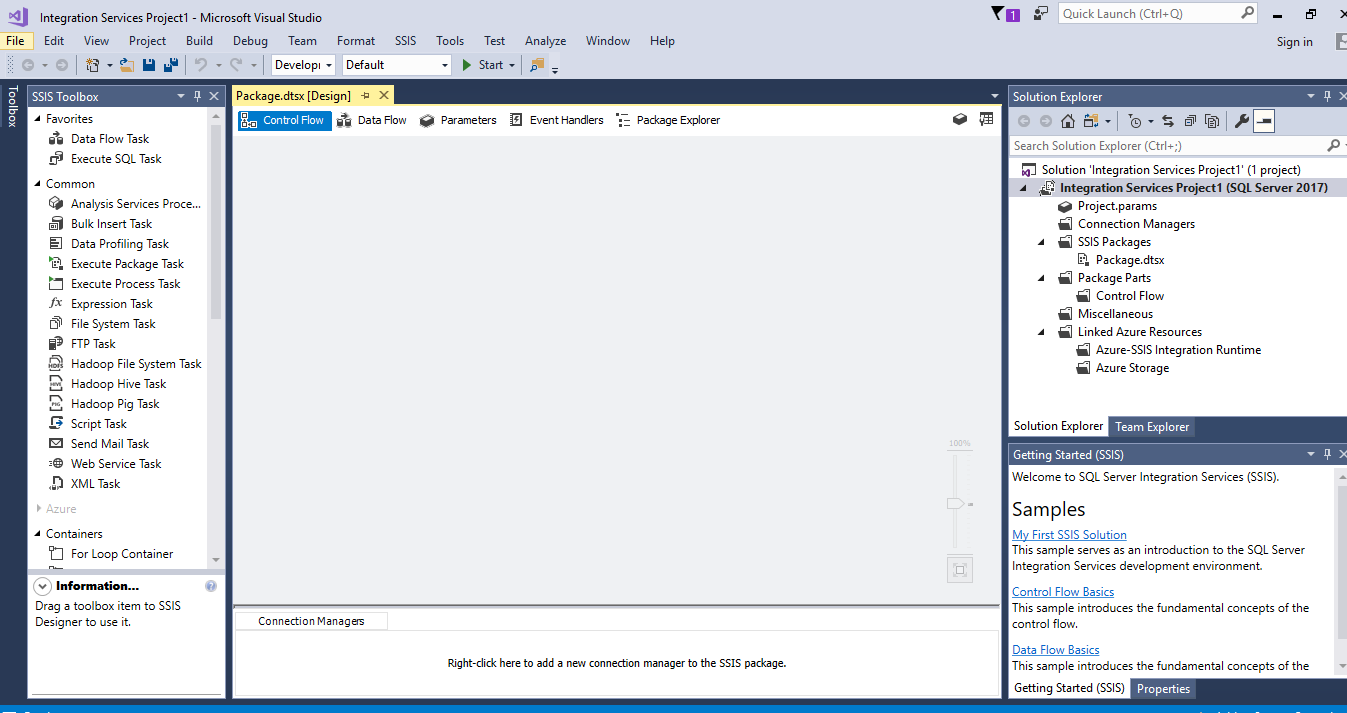 Integration Services Project1 - Microsoft Visual Studio
1
Quick Launch (Ctrl+Q)
File Edit View Project Build Debug Team Format SSIS Tools Test Analyze Window Help
Sign in
Develop Default Start
Toolbox
SSIS Toolbox
Favorites
Data Flow Task
Execute SQL Task
Common
Analysis Services Proce...
Bulk Insert Task
Data Profiling Task
Execute Package Task
Execute Process Task
Expression Task
File System Task
FTP Task
Hadoop File System Task
Hadoop Hive Task
Hadoop Pig Task
Script Task
Send Mail Task
Web Service Task
XML Task
Azure
Containers
For Loop Container
Information...
Drag a toolbox item to SSIS
Designer to use it.
Package.dtsx [Design]
Control Flow Data Flow Parameters Event Handlers Package Explorer
100%
Connection Managers
Right-click here to add a new connection manager to the SSIS package.
Solution Explorer
Search Solution Explorer (Ctrl+;)
Solution 'Integration Services Project1' (1 project)
Integration Services Project1 (SQL Server 2017)
Project.params
Connection Managers
SSIS Packages
Package.dtsx
Package Parts
Control Flow
Miscellaneous
Linked Azure Resources
Azure-SSIS Integration Runtime
Azure Storage
Solution Explorer Team Explorer
Getting Started (SSIS)
Welcome to SQL Server Integration Services (SSIS).
Samples
My First SSIS Solution
This sample serves as an introduction to the SQL Server
Integration Services development environment.
Control Flow Basics
This sample introduces the fundamental concepts of the
control flow.
Data Flow Basics
This sample introduces the fundamental concepts of the
Getting Started (SSIS) Properties